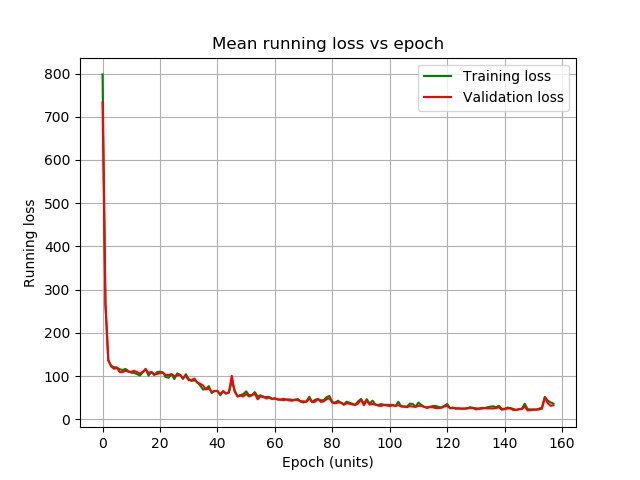 Mean running loss vs epoch
Training loss
Validation loss
Running loss
800
700
600
500
400
300
200
100
0
0 20 40 60 80 100 120 140 160
Epoch (units)